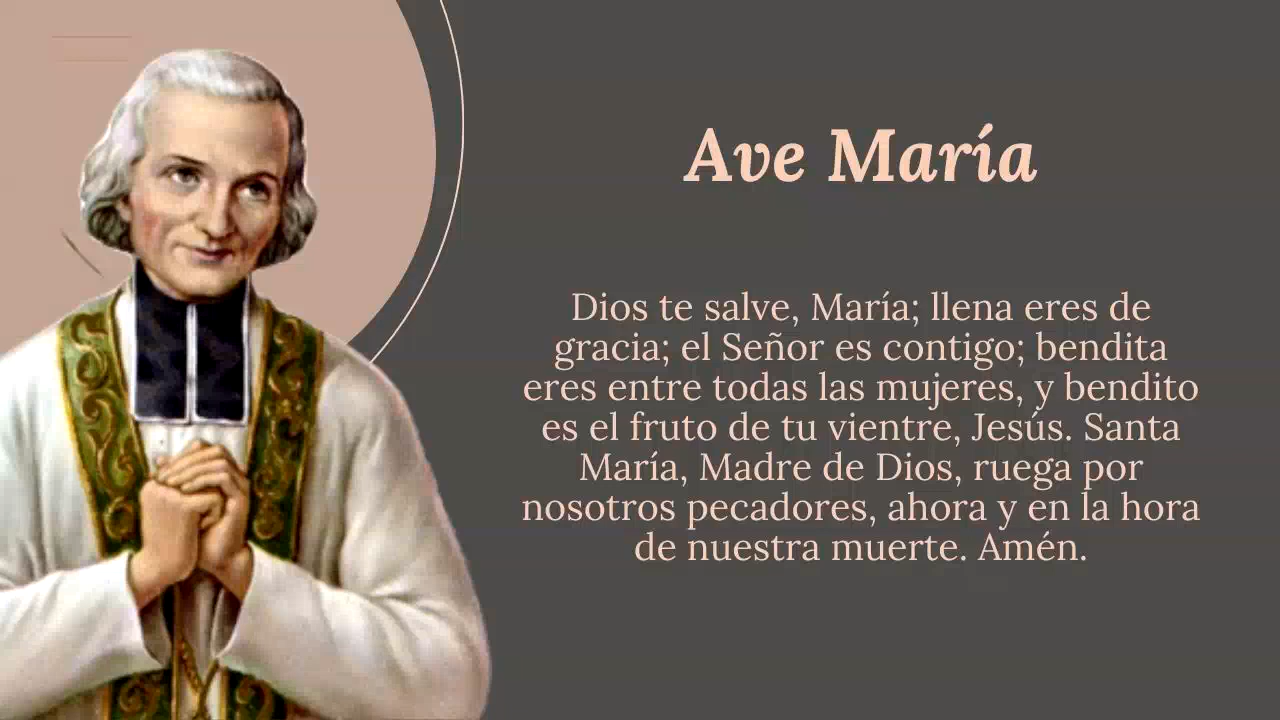 Ave María
Dios te salve, María; llena eres de
gracia; el Señor es contigo; bendita
eres entre todas las mujeres, y bendito
es el fruto de tu vientre, Jesús. Santa
María, Madre de Dios, ruega por
nosotros pecadores, ahora y en la hora
de nuestra muerte. Amén.